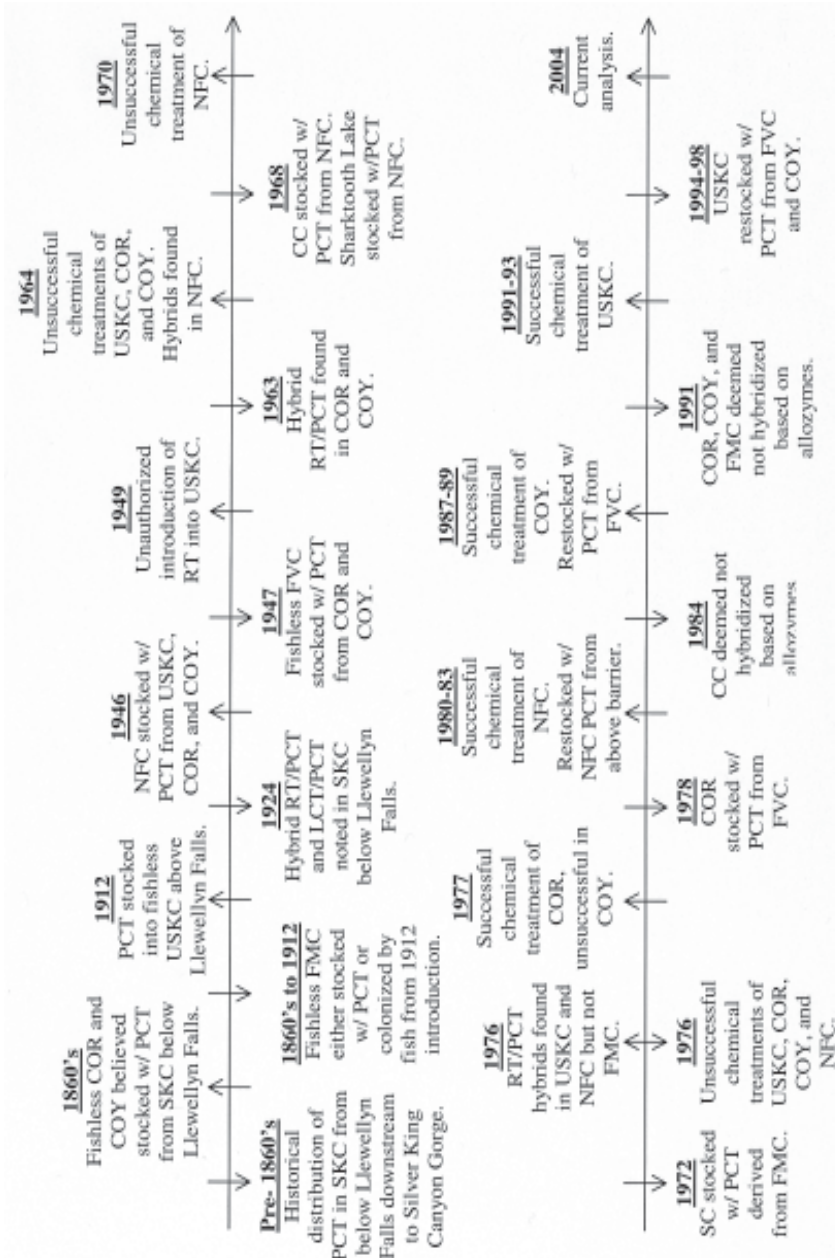 Pre- 1860's
Historical
distribution of
PCT in SKC from
below Llewellyn
Falls downstream
to Silver King
Canyon Gorge.
1860's
Fishless COR and
COY believed
stocked w/ PCT
from SKC below
Llewellyn Falls.
1860's to 1912
Fishless FMC
either stocked
w/ PCT or
colonized by
fish from 1912
introduction.
1912
PCT stocked
into fishless
USKC above
Llewellyn Falls.
1924
Hybrid RT/PCT
and LCT/PCT
noted in SKC
below Llewellyn
Falls.
1946
NFC stocked w/
PCT from USKC,
COR, and COY.
1947
Fishless FVC
stocked w/ PCT
from COR and
COY.
1949
Unauthorized
introduction of
RT into USKC.
1963
Hybrid
RT/PCT found
in COR and
COY.
1964
Unsuccessful
chemical
treatments of
USKC, COR,
and COY.
Hybrids found
in NFC.
1968
CC stocked w/
PCT from NFC.
Sharktooth Lake
stocked w/PCT
from NFC.
1970
Unsuccessful
chemical
treatment of
NFC.
1972
SC stocked
w/ PCT
derived
from FMC.
1976
RT/PCT
hybrids found
in USKC and
NFC but not
FMC.
1976
Unsuccessful
chemical
treatments of
USKC, COR,
COY, and
NFC.
1977
Successful
chemical
treatment of
COR,
unsuccessful in
COY.
1978
COR
stocked w/
PCT from
FVC.
1980-83
Successful
chemical
treatment of
NFC.
Restocked w/
NFC PCT from
above barrier.
1984
CC deemed not
hybridized
based on
allozymes
1987-89
Successful
chemical
treatment of
COY.
Restocked w/
PCT from
FVC.
1991
COR, COY, and
FMC deemed
not hybridized
based on
allozymes.
1991-93
Successful
chemical
treatment of
USKC.
1994-98
USKC
restocked w/
PCT from FVC
and COY.
2004
Current
analysis.